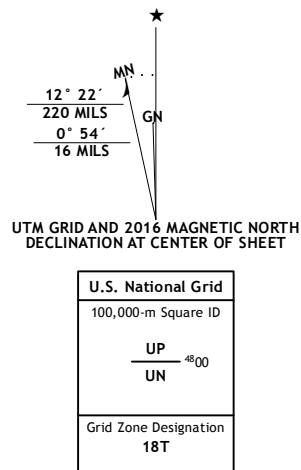 MN
GN
12° 22´
220 MILS
0° 54´
16 MILS
UTM GRID AND 2016 MAGNETIC NORTH
DECLINATION AT CENTER OF SHEET
U.S. National Grid
100,000-m Square ID
UP
4800
UN
Grid Zone Designation
18T